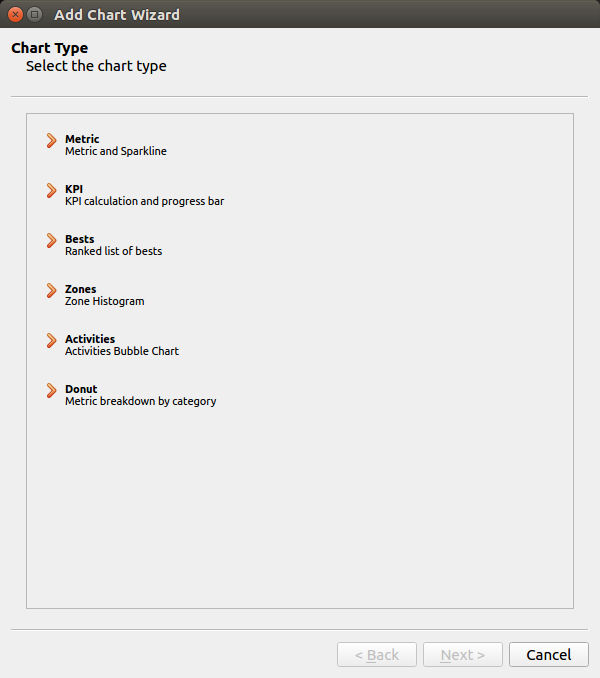 Add Chart Wizard
Chart Type
Select the chart type
Metric
Metric and Sparkline
KPI
KPI calculation and progress bar
Bests
Ranked list of bests
Zones
Zone Histogram
Activities
Activities Bubble Chart
Donut
Metric breakdown by category
< Back
Next >
Cancel